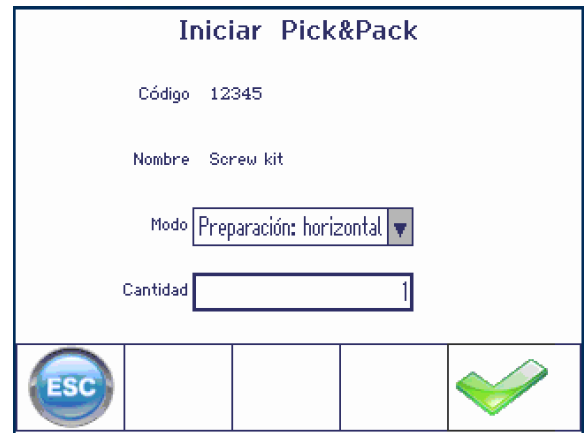 Iniciar Pick&Pack
Código 12345
Nombre Screw kit
Modo Preparación: horizontal
Cantidad 1
ESC